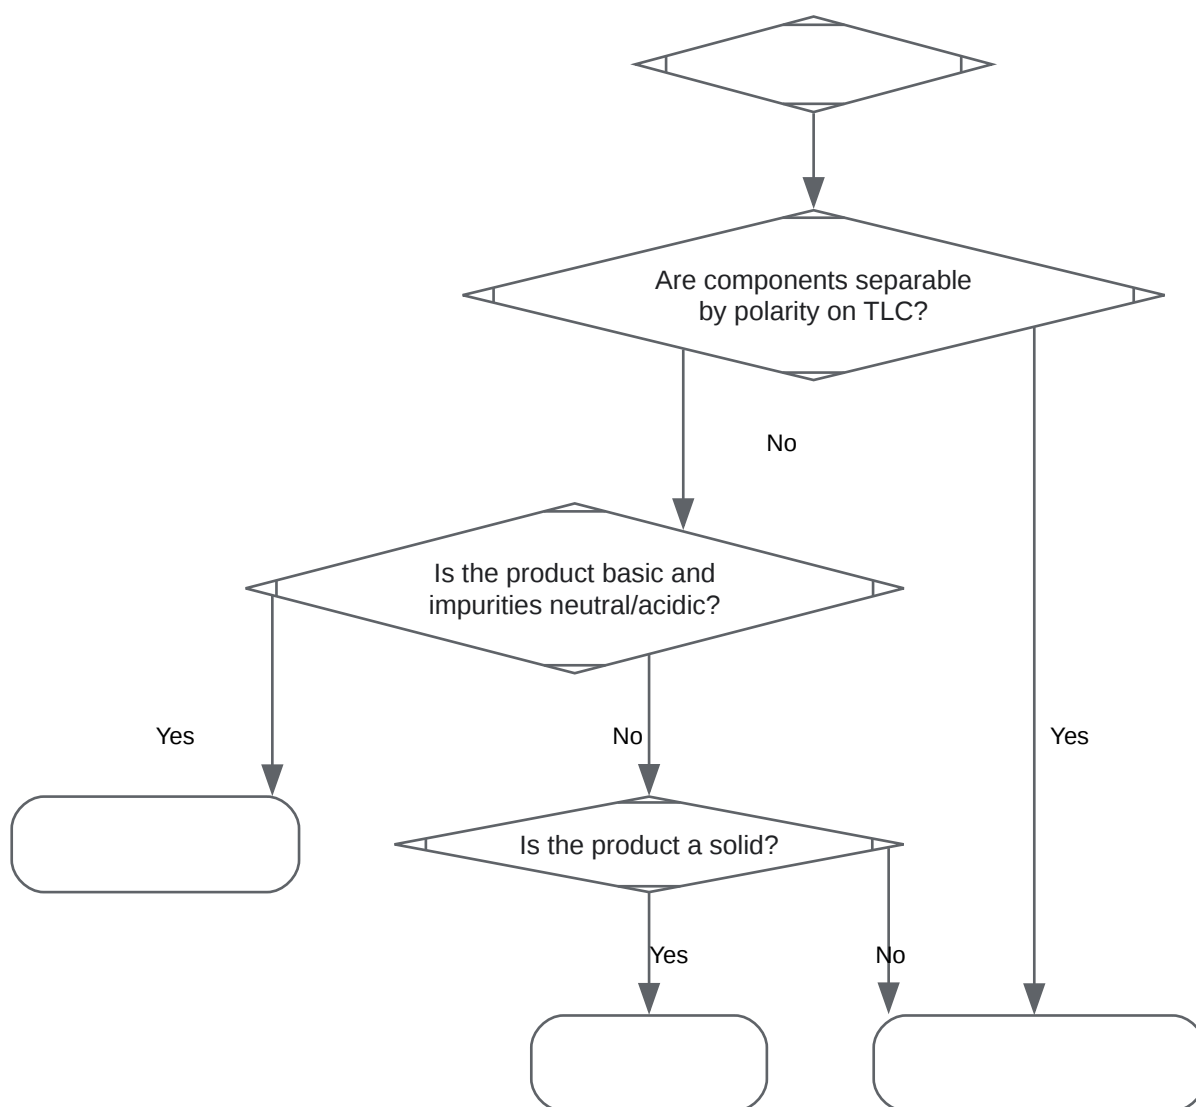 Are components separable
by polarity on TLC?
No
Is the product basic and
impurities neutral/acidic?
Yes
No
Yes
Is the product a solid?
Yes
No